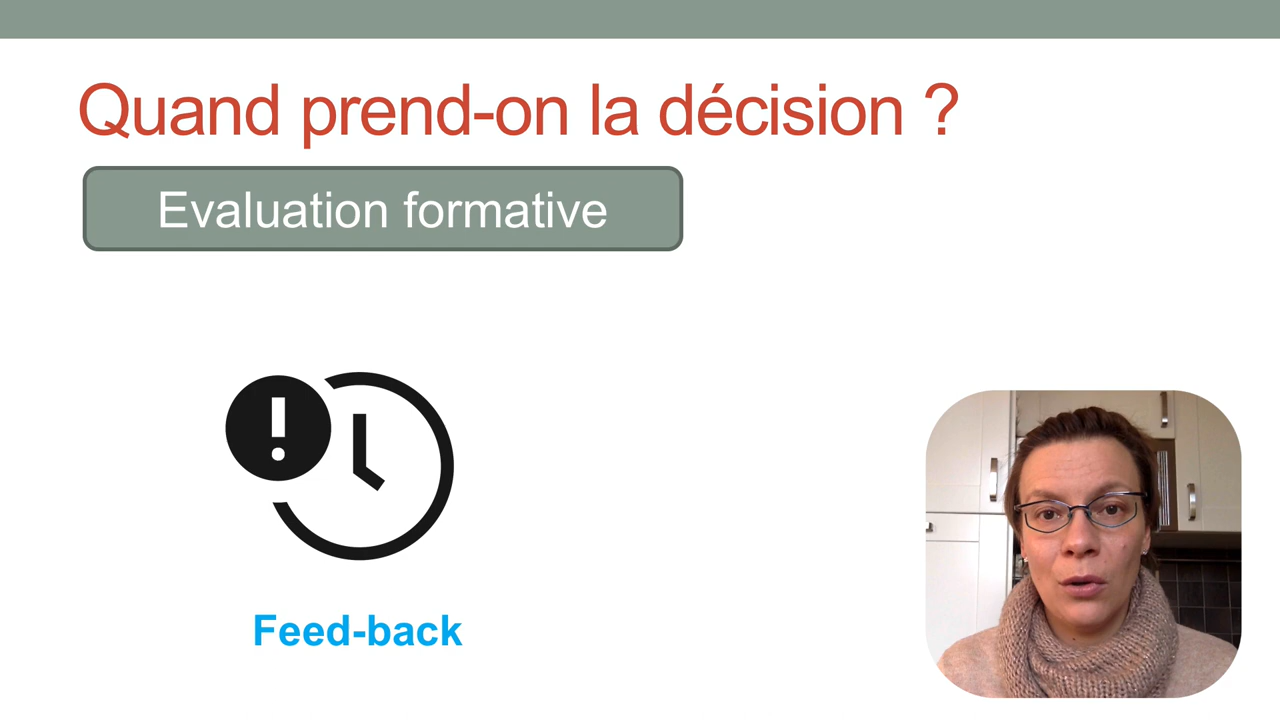 Quand prend-on la décision ?
Evaluation formative
Feed-back